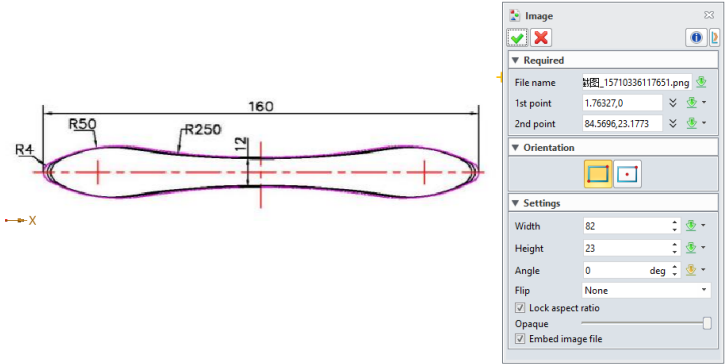 Image
Required
File name
截图_15710336117651.png
1st point
1.76327,0
2nd point
84.5696,23.1773
Orientation
Settings
Width
82
Height
23
Angle
0
deg
Flip
None
Lock aspect ratio
Opaque
Embed image file
160
R50
R250
R4
12
X